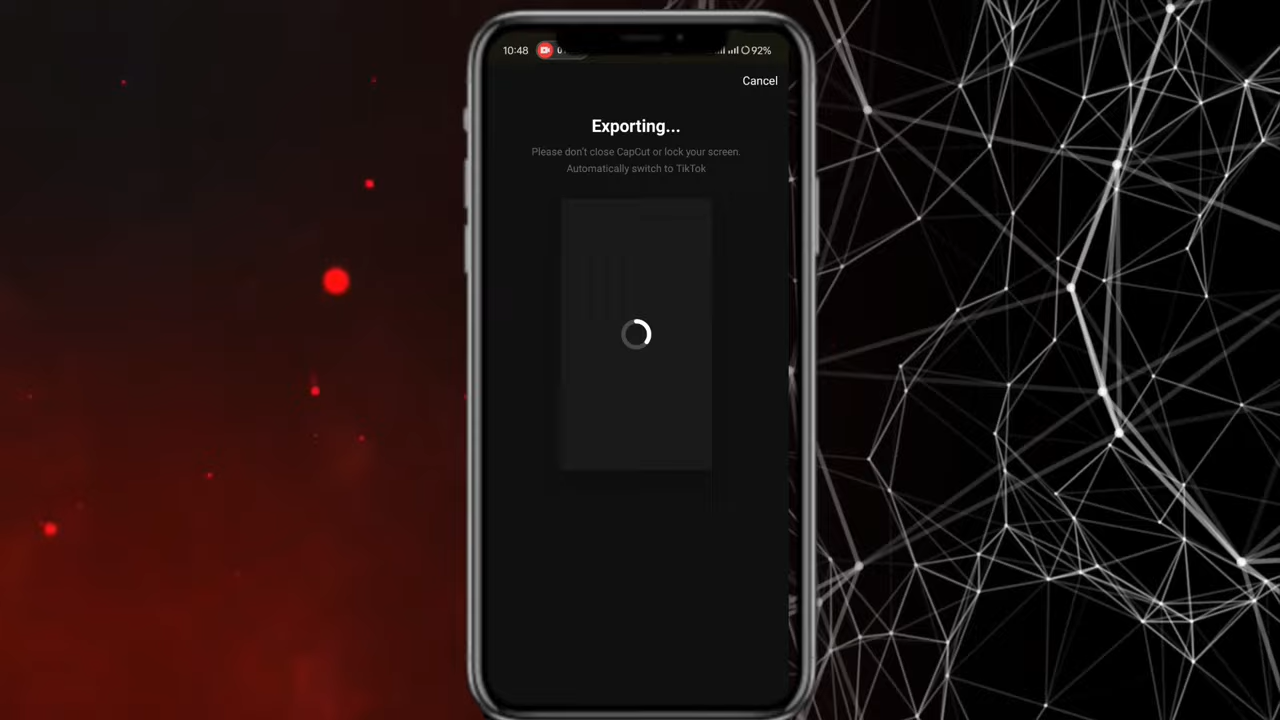 10:48
92%
Cancel
Exporting...
Please don't close CapCut or lock your screen.
Automatically switch to TikTok